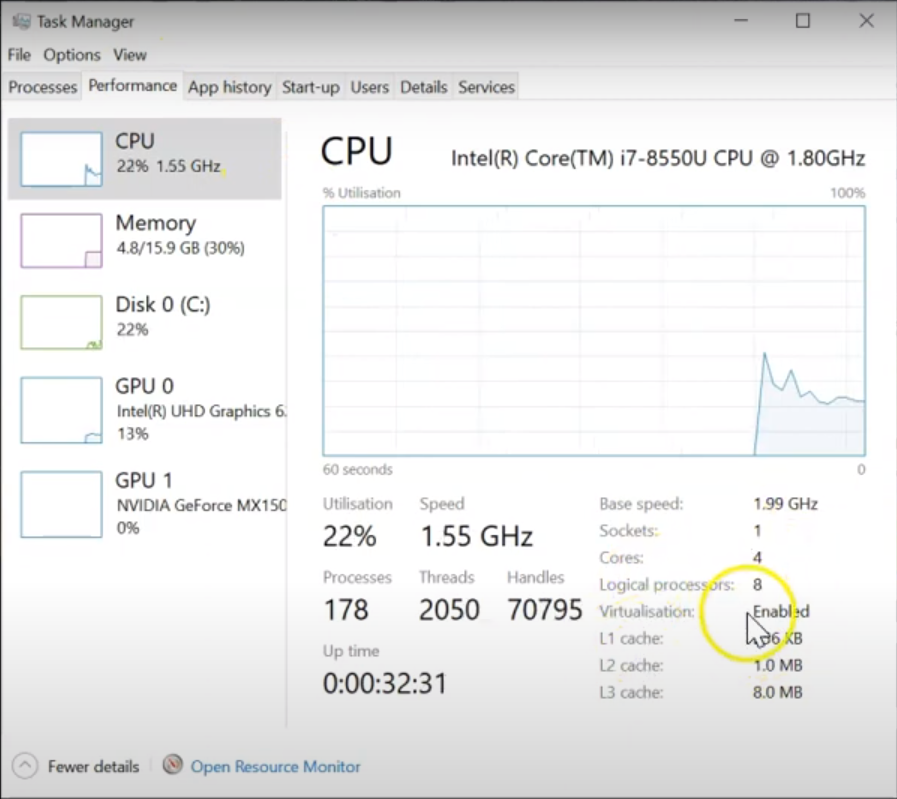 Task Manager
File Options View
Processes Performance App history Start-up Users Details Services
CPU
22% 1.55 GHz
Memory
4.8/15.9 GB (30%)
Disk 0 (C:)
22%
GPU 0
Intel(R) UHD Graphics 6
13%
GPU 1
NVIDIA GeForce MX150
0%
CPU
Intel(R) Core(TM) i7-8550U CPU @ 1.80GHz
% Utilisation 100%
60 seconds 0
Utilisation Speed
22% 1.55 GHz
Processes Threads Handles
178 2050 70795
Up time
0:00:32:31
Base speed: 1.99 GHz
Sockets: 1
Cores: 4
Logical processors: 8
Virtualisation: Enabled
L1 cache: KB
L2 cache: 1.0 MB
L3 cache: 8.0 MB
Fewer details
Open Resource Monitor